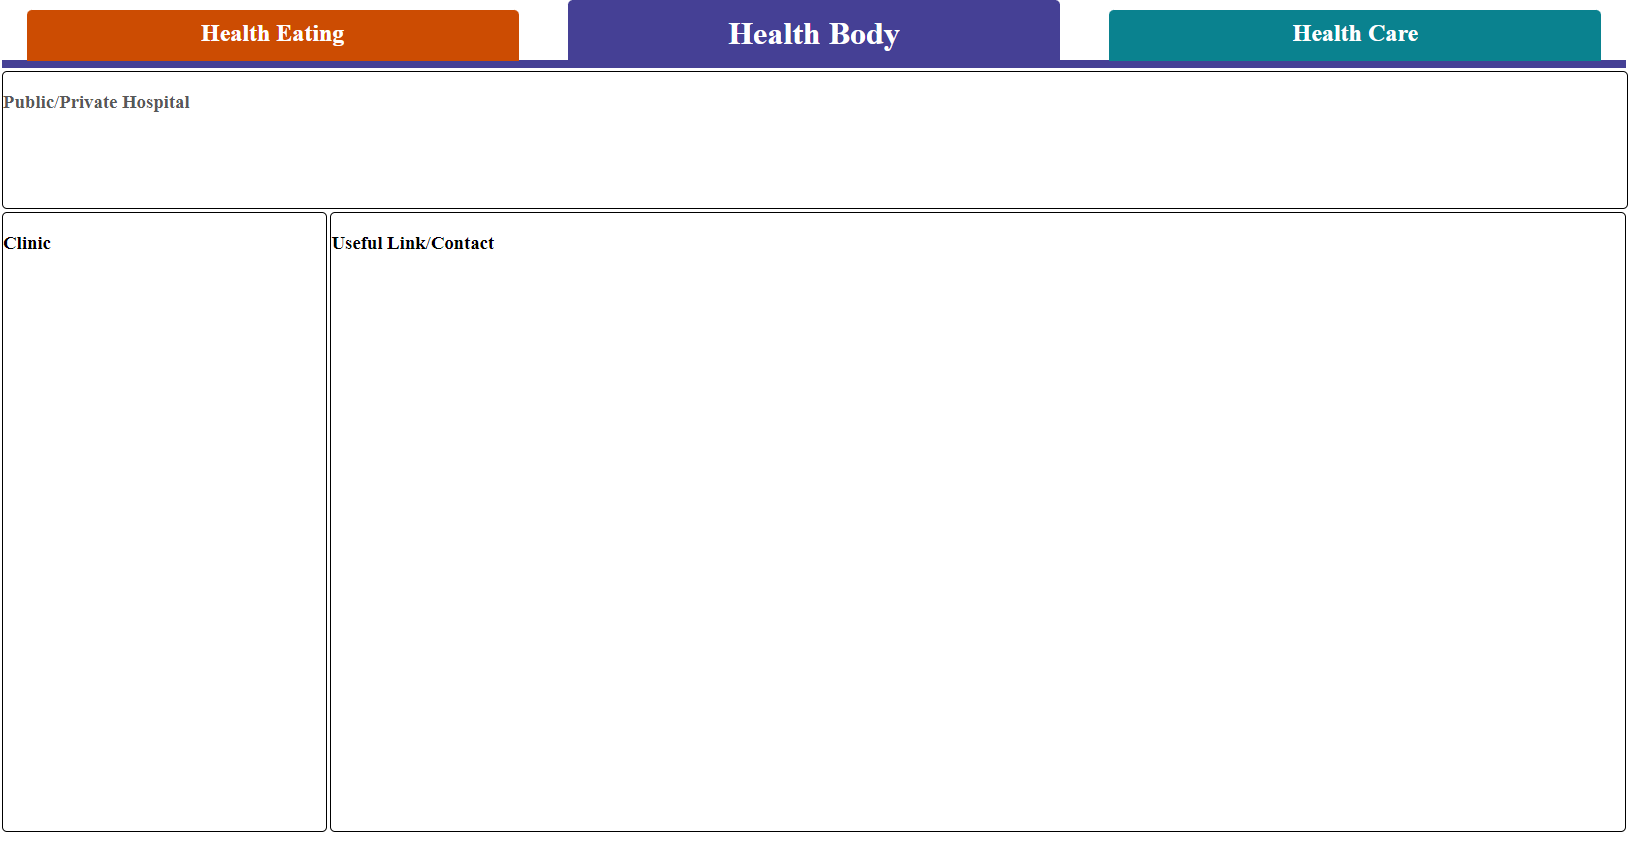 Health Eating
Health Body
Health Care
Public/Private Hospital
Clinic
Useful Link/Contact